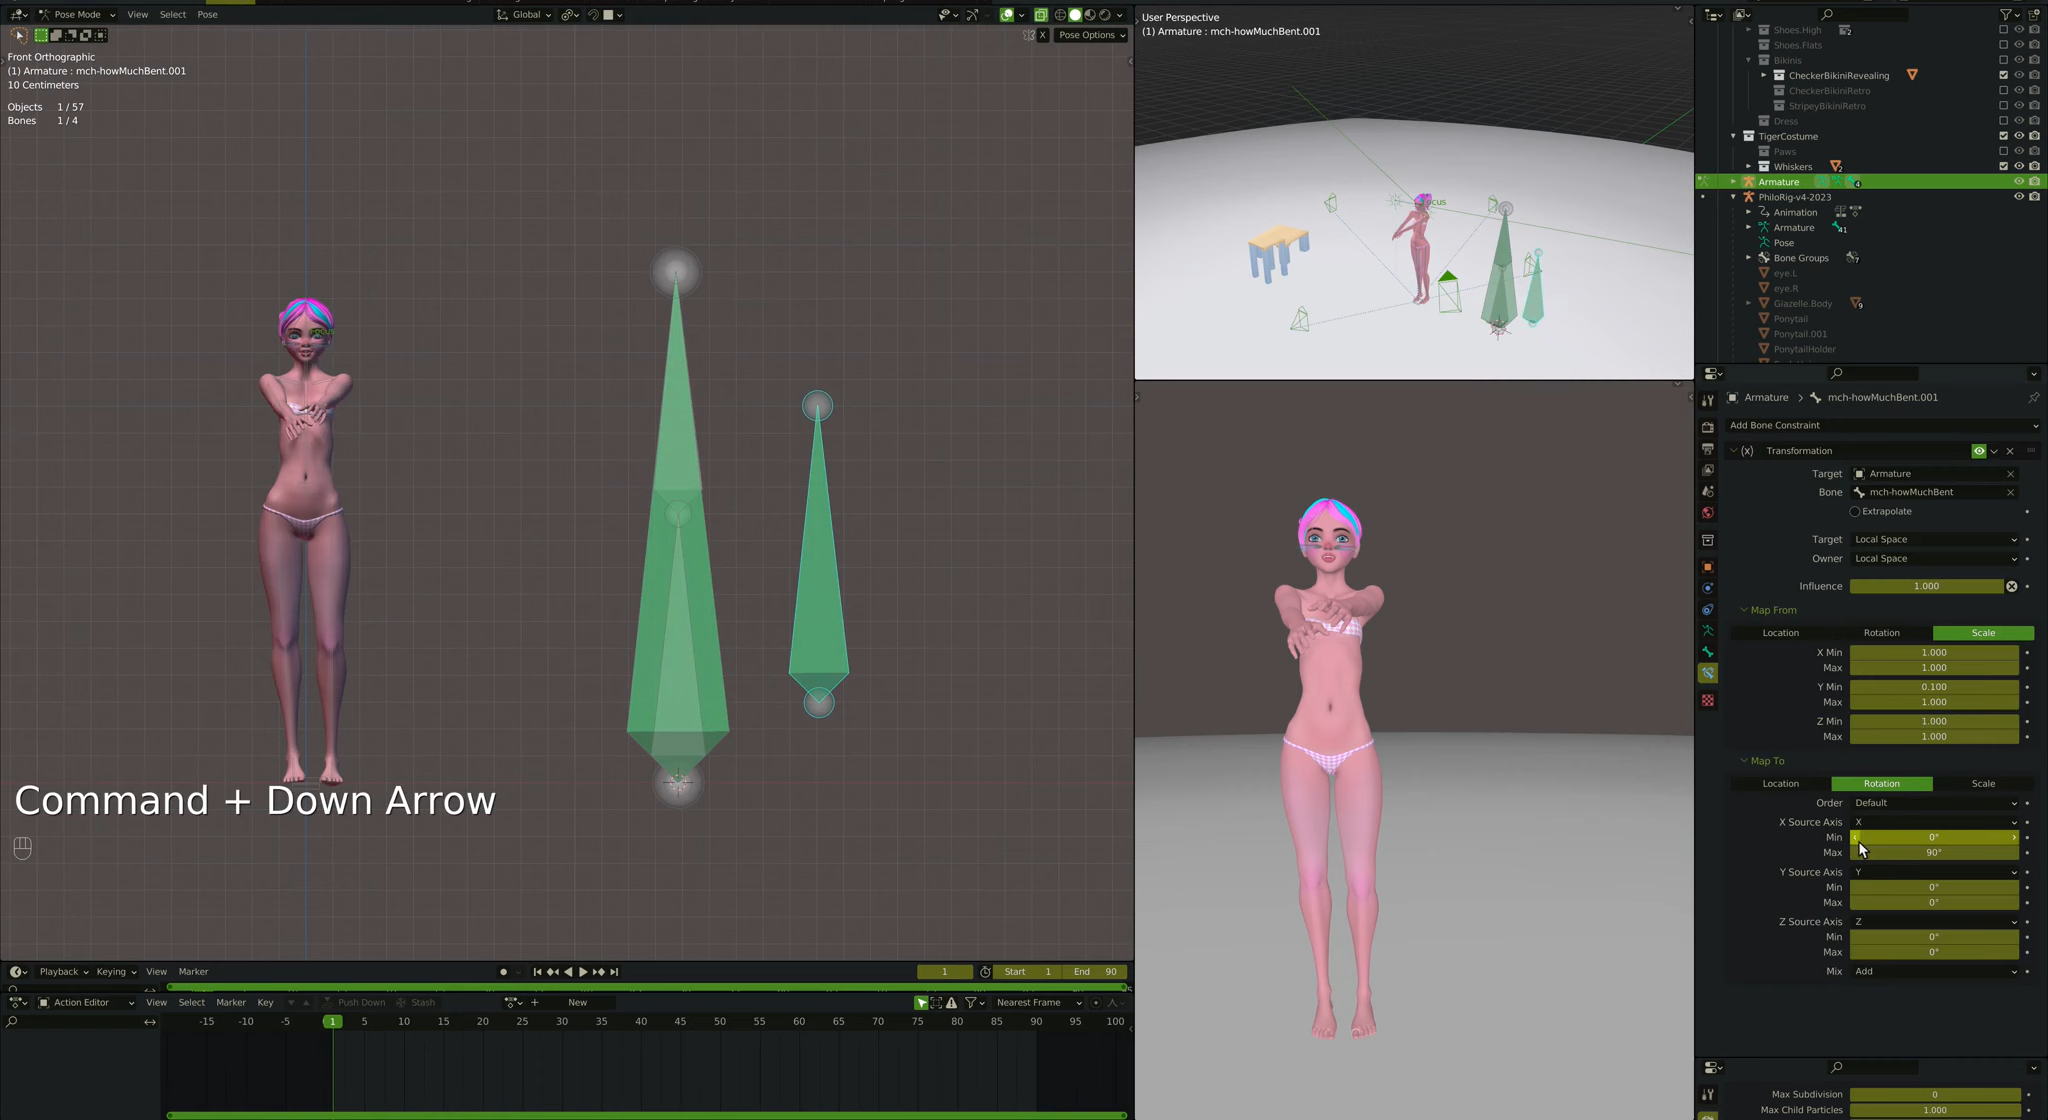 Pose Mode View Select Pose Global
X Pose Options
Front Orthographic
(1) Armature : mch-howMuchBent.001
10 Centimeters
Objects 1 / 57
Bones 1 / 4
Focus
Command + Down Arrow
Playback Keying View Marker 1 Start 1 End 90
Action Editor View Select Marker Key Push Down Stash New Nearest Frame
-15 -10 -5 1 5 10 15 20 25 30 35 40 45 50 55 60 65 70 75 80 85 90 95 100
User Perspective
(1) Armature : mch-howMuchBent.001
Focus
Shoes.High 2
Shoes.Flats
Bikinis
CheckerBikiniRevealing
CheckerBikiniRetro
StripeyBikiniRetro
Dress
TigerCostume
Paws
Whiskers 2
Armature 4
PhiloRig-v4-2023
Animation
Armature 41
Pose
Bone Groups 7
eye.L
eye.R
Giazelle.Body 9
Ponytail
Ponytail.001
PonytailHolder
Armature > mch-howMuchBent.001
Add Bone Constraint
(x) Transformation
Target Armature
Bone mch-howMuchBent
Extrapolate
Target Local Space
Owner Local Space
Influence 1.000
Map From
Location Rotation Scale
X Min 1.000
Max 1.000
Y Min 0.100
Max 1.000
Z Min 1.000
Max 1.000
Map To
Location Rotation Scale
Order Default
X Source Axis X
Min 0°
Max 90°
Y Source Axis Y
Min 0°
Max 0°
Z Source Axis Z
Min 0°
Max 0°
Mix Add
Max Subdivision 0
Max Child Particles 1.000